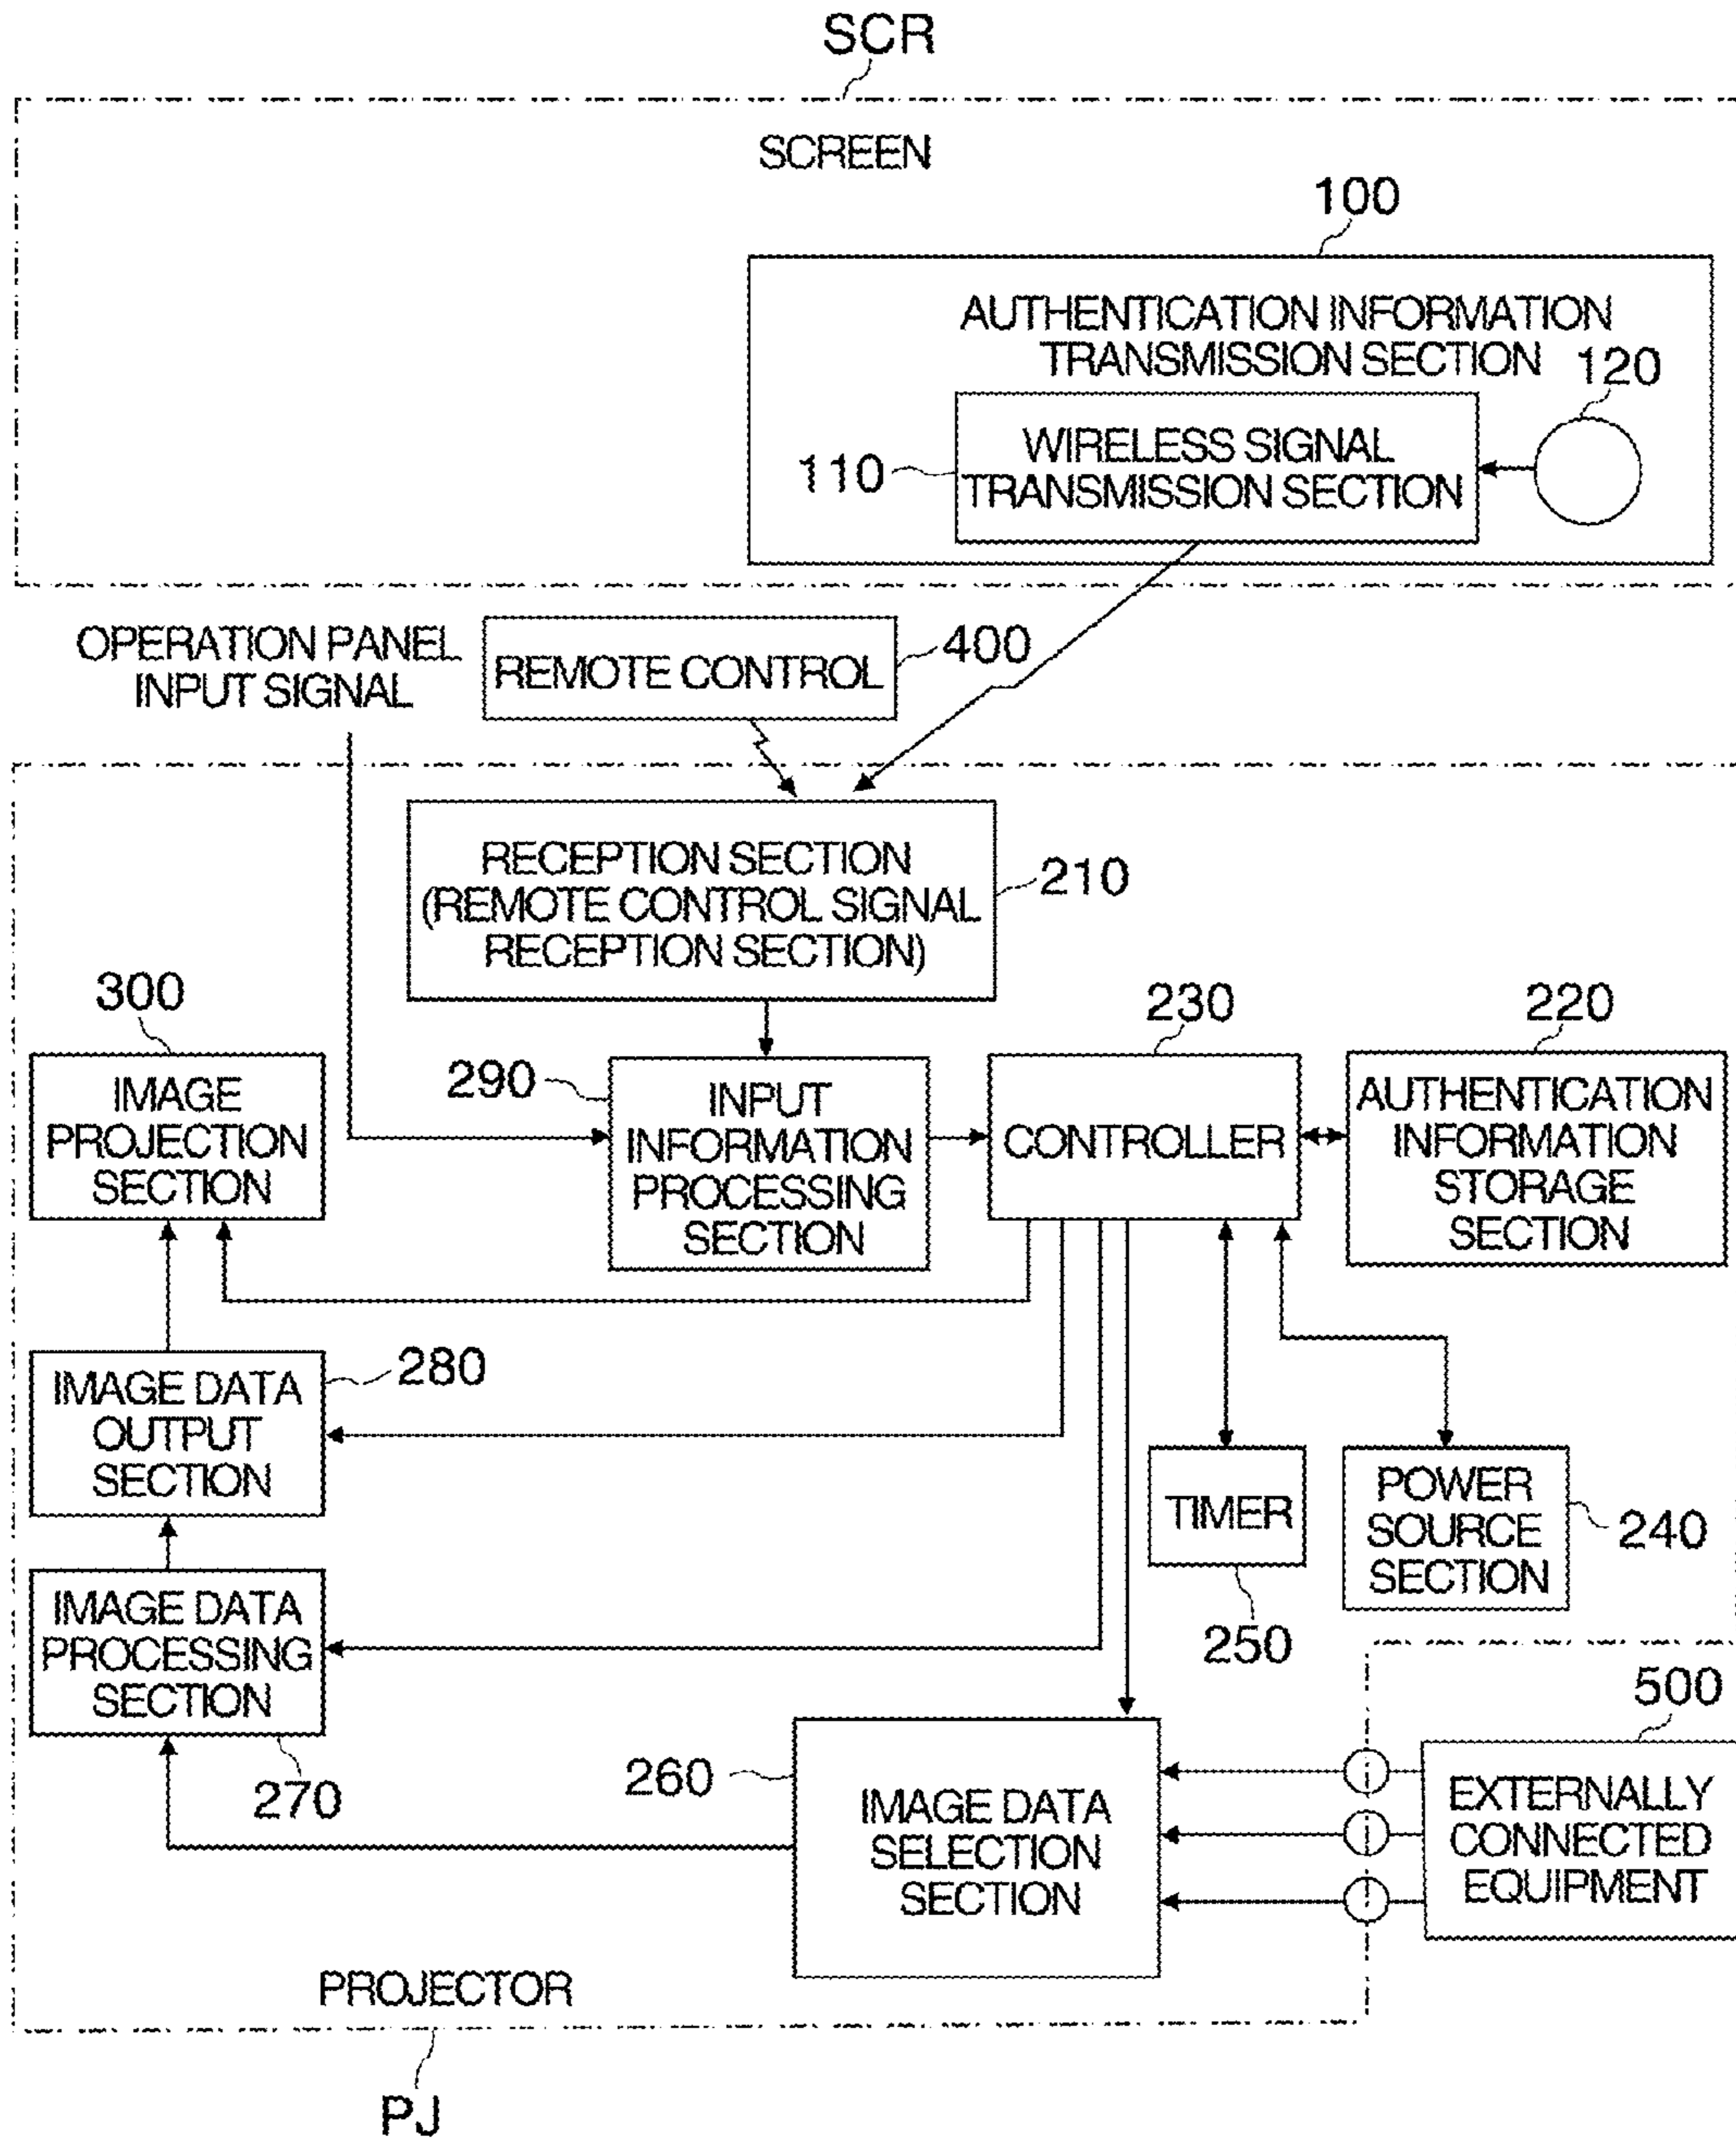 SCR
SCREEN
100
AUTHENTICATION INFORMATION
TRANSMISSION SECTION
120
110
WIRELESS SIGNAL
TRANSMISSION SECTION
OPERATION PANEL
INPUT SIGNAL
REMOTE CONTROL
400
RECEPTION SECTION
(REMOTE CONTROL SIGNAL
RECEPTION SECTION)
210
300
IMAGE
PROJECTION
SECTION
290
INPUT
INFORMATION
PROCESSING
SECTION
230
CONTROLLER
220
AUTHENTICATION
INFORMATION
STORAGE
SECTION
IMAGE DATA
OUTPUT
SECTION
280
TIMER
250
POWER
SOURCE
SECTION
240
IMAGE DATA
PROCESSING
SECTION
270
260
IMAGE DATA
SELECTION
SECTION
500
EXTERNALLY
CONNECTED
EQUIPMENT
PROJECTOR
PJ